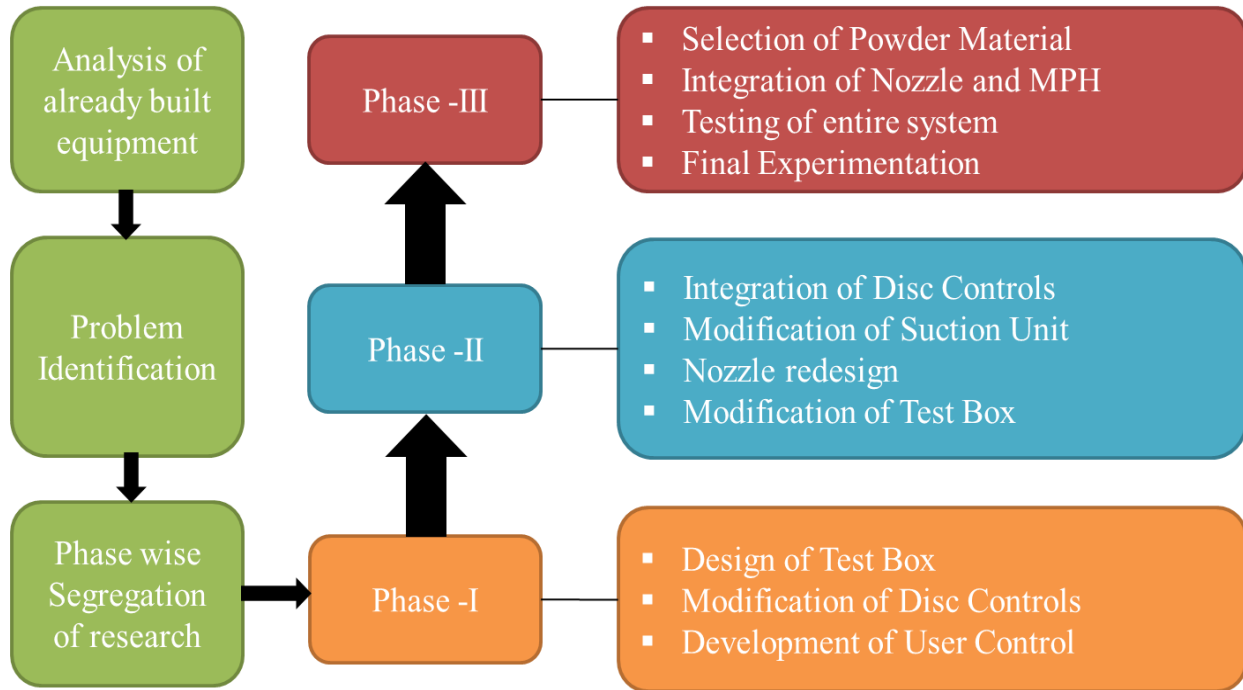 Analysis of
already built
equipment
Problem
Identification
Phase wise
Segregation
of research
Phase -I
▪ Design of Test Box
▪ Modification of Disc Controls
▪ Development of User Control
Phase -II
▪ Integration of Disc Controls
▪ Modification of Suction Unit
▪ Nozzle redesign
▪ Modification of Test Box
Phase -III
▪ Selection of Powder Material
▪ Integration of Nozzle and MPH
▪ Testing of entire system
▪ Final Experimentation